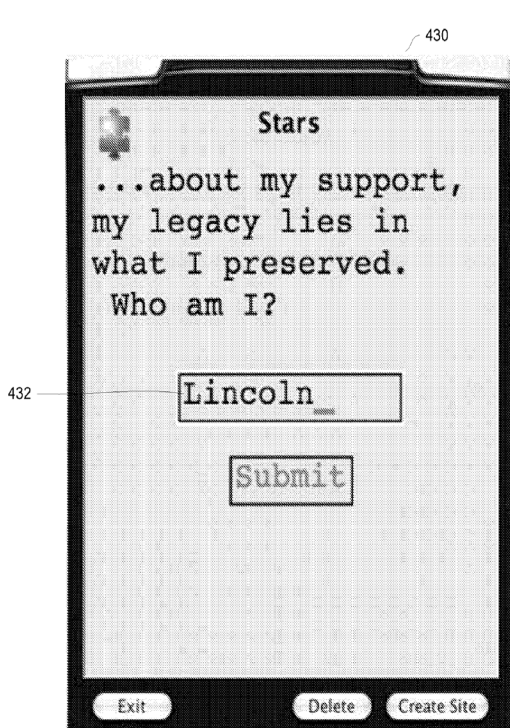 430
Stars
...about my support,
my legacy lies in
what I preserved.
Who am I?
432
Lincoln_
Submit
Exit
Delete
Create Site